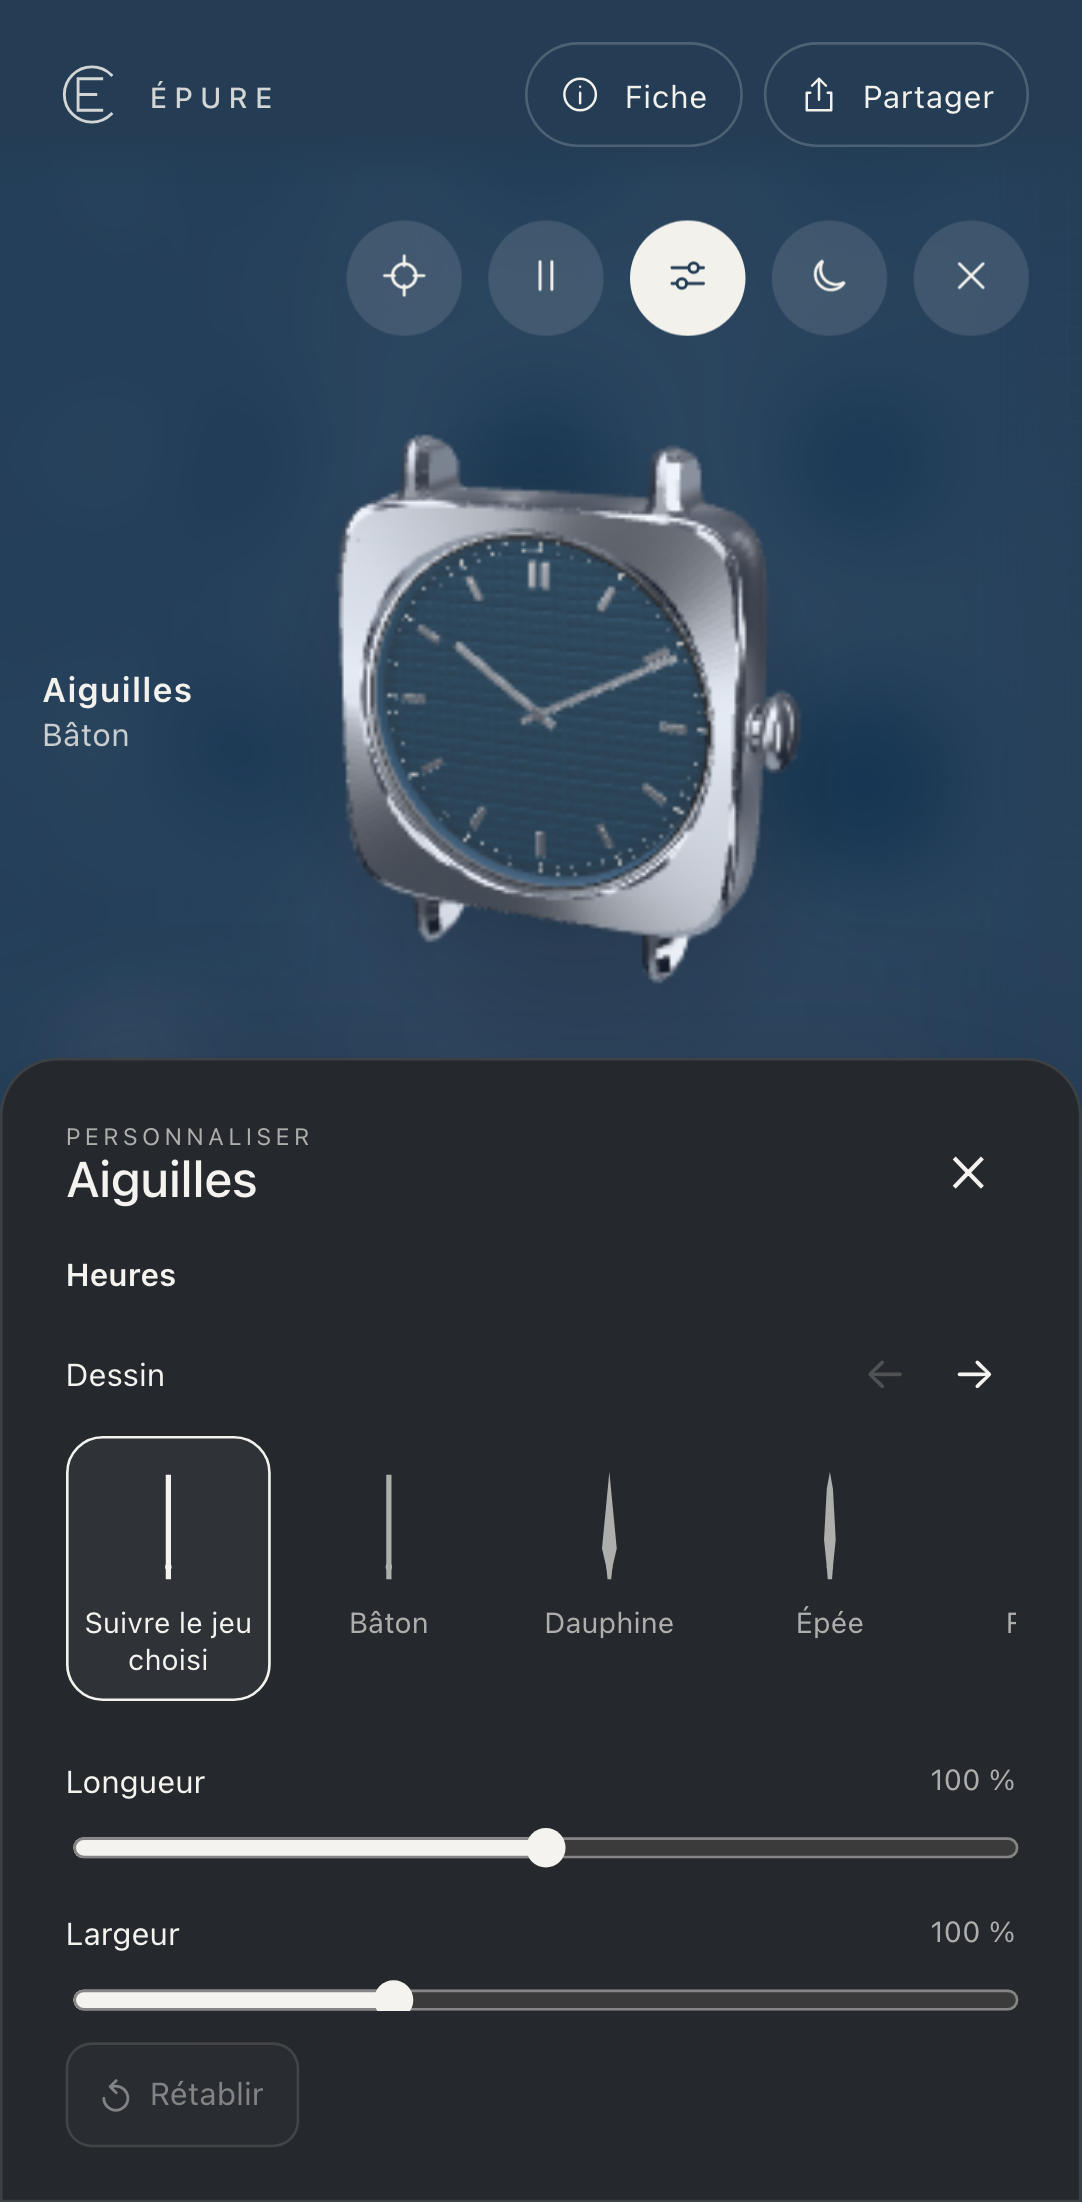 ÉPURE
Fiche
Partager
Aiguilles
Bâton
PERSONNALISER
Aiguilles
Heures
Dessin
Suivre le jeu
choisi
Bâton
Dauphine
Épée
Longueur
100 %
Largeur
100 %
Rétablir